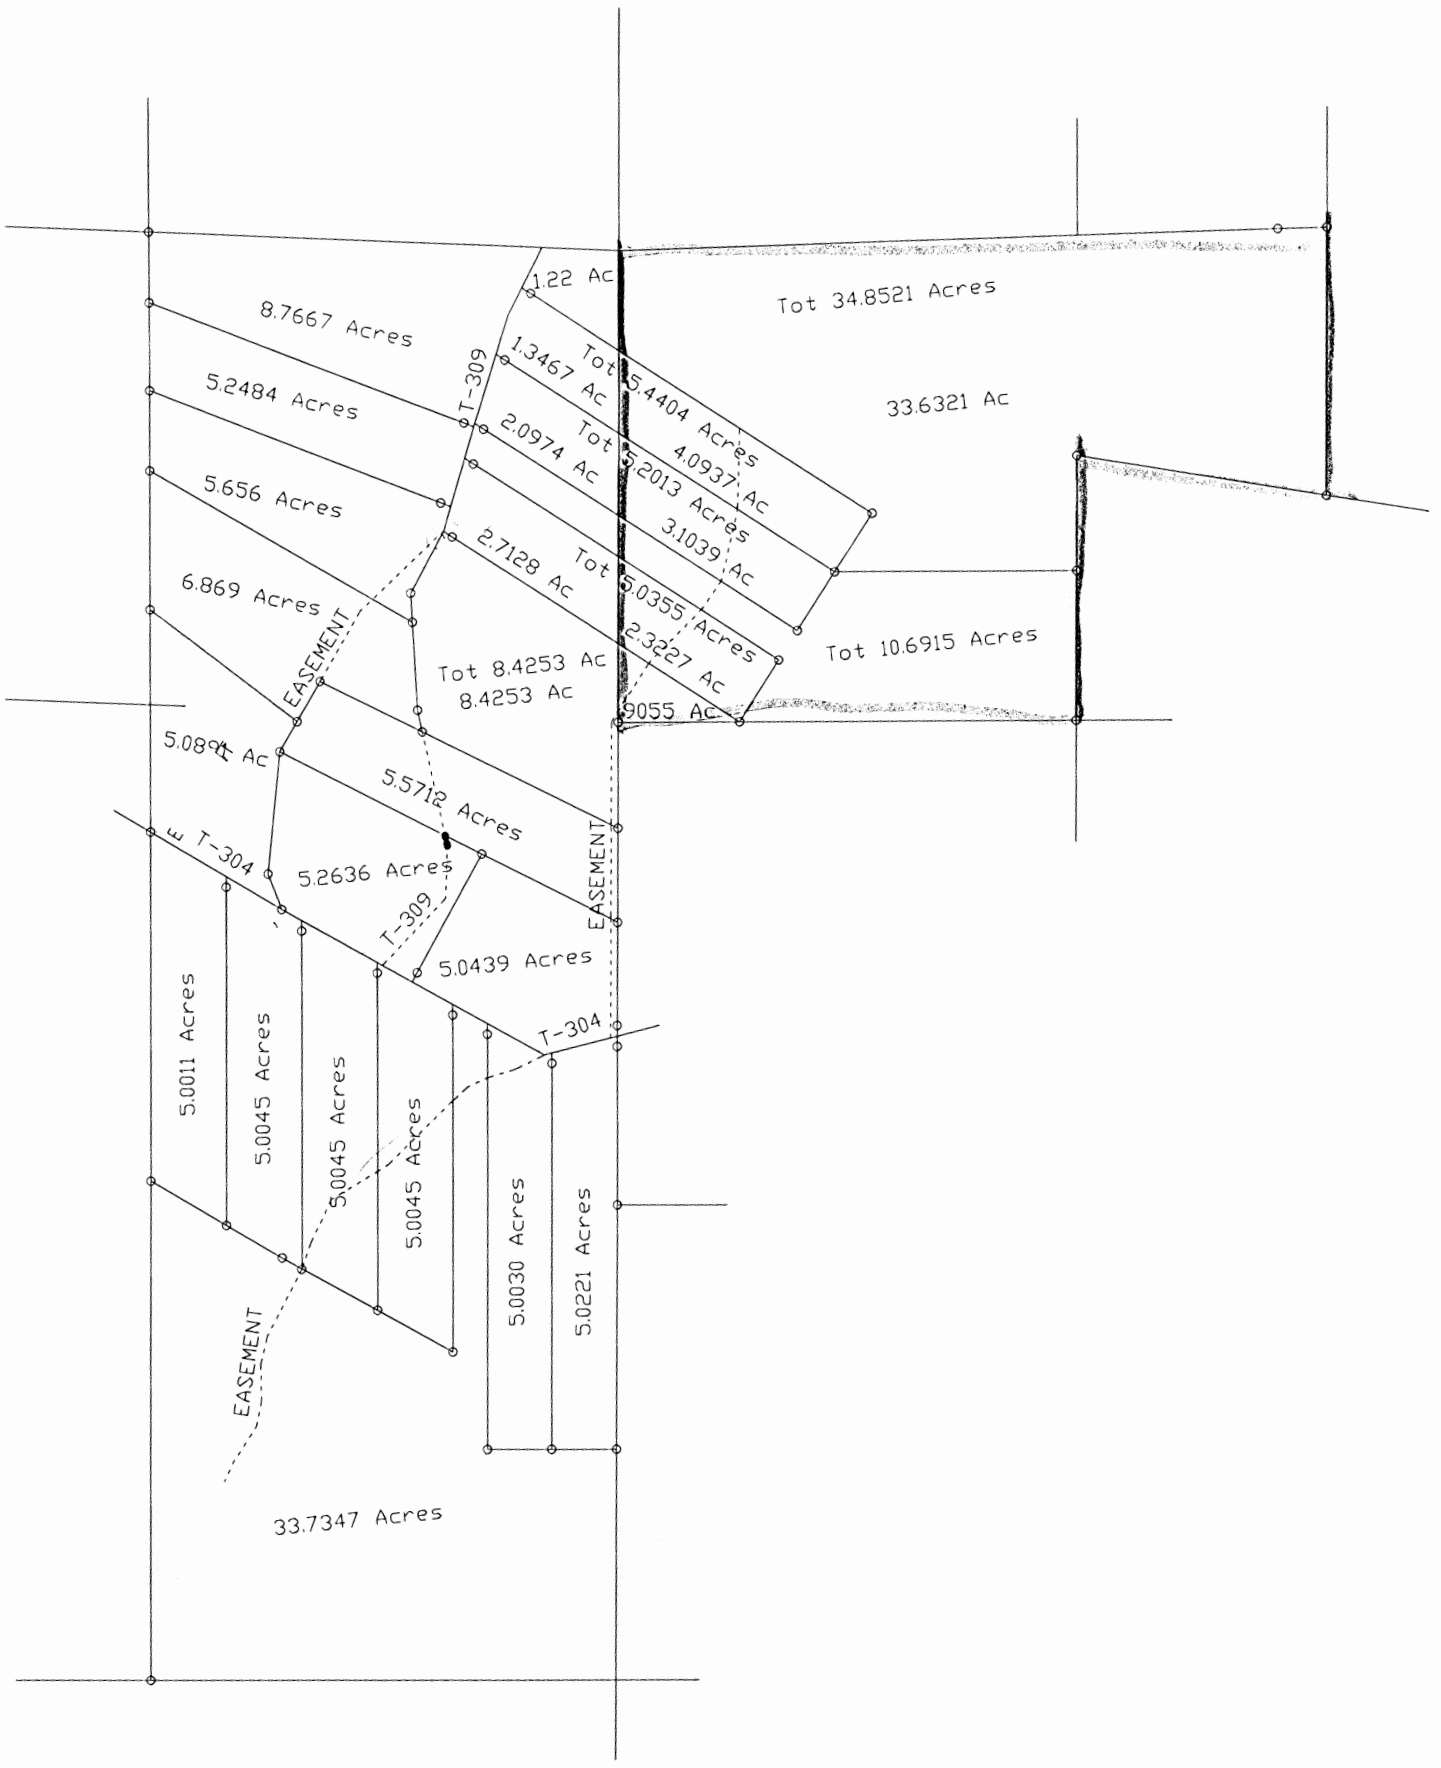 1.22 Ac
Tot 34.8521 Acres
8.7667 Acres
T-309
1.3467 Ac
Tot 5.4404 Acres
4.0937 Ac
33.6321 Ac
5.2484 Acres
2.0974 Ac
Tot 5.2013 Acres
3.1039 Ac
5.656 Acres
2.7128 Ac
Tot 5.0355 Acres
2.3227 Ac
6.869 Acres
EASEMENT
Tot 8.4253 Ac
8.4253 Ac
Tot 10.6915 Acres
9055 Ac
Ac
5.5712 Acres
E T-304
5.2636 Acres
T-309
EASEMENT
5.0439 Acres
T-304
5.0011 Acres
5.0045 Acres
5.0045 Acres
5.0045 Acres
5.0030 Acres
5.0221 Acres
EASEMENT
33.7347 Acres